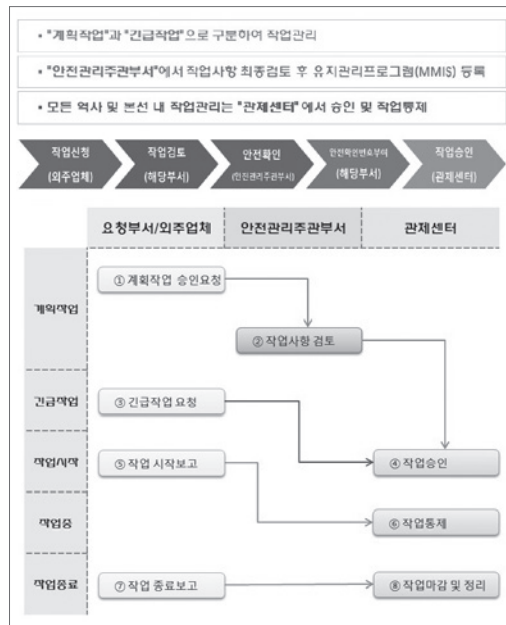 • "계획작업"과 "긴급작업"으로 구분하여 작업관리
• "안전관리주관부서"에서 작업사항 최종검토 후 유지관리프로그램(MMIS) 등록
• 모든 역사 및 본선 내 작업관리는 "관제센터"에서 승인 및 작업통제
작업신청
(외주업체)
작업검토
(해당부서)
안전확인
(안전관리주관부서)
안전확인번호부여
(해당부서)
작업승인
(관제센터)
요청부서/외주업체
안전관리주관부서
관제센터
계획작업
① 계획작업 승인요청
② 작업사항 검토
긴급작업
③ 긴급작업 요청
작업시작
⑤ 작업 시작보고
④ 작업승인
작업중
⑥ 작업통제
작업종료
⑦ 작업 종료보고
⑧ 작업마감 및 정리